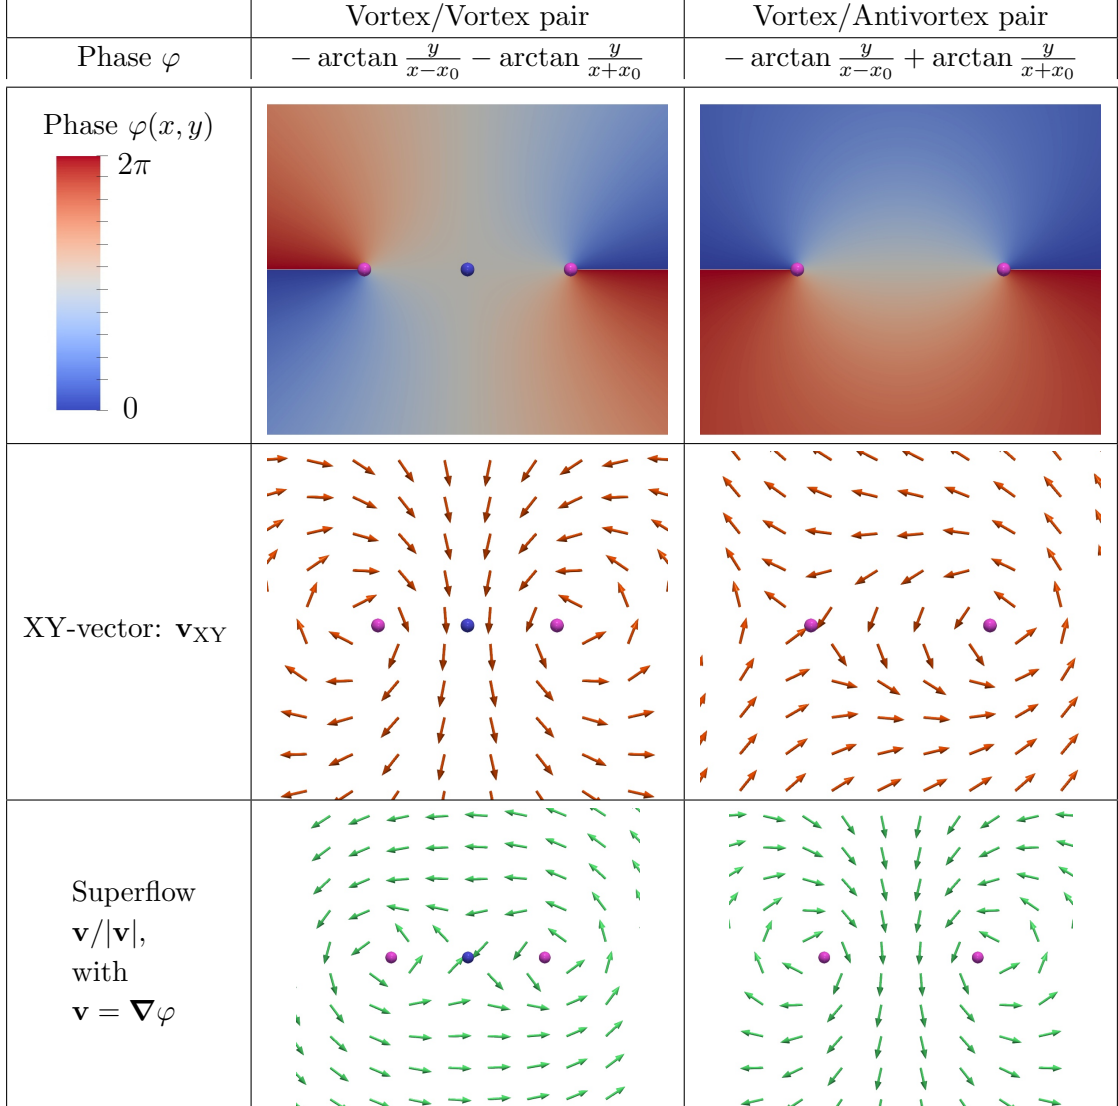 Vortex/Vortex pair Vortex/Antivortex pair
Phase φ − arctan y/(x−x₀) − arctan y/(x+x₀) − arctan y/(x−x₀) + arctan y/(x+x₀)
Phase φ(x, y)
2π
0
XY-vector: v_XY
Superflow
v/|v|,
with
v = ∇φ